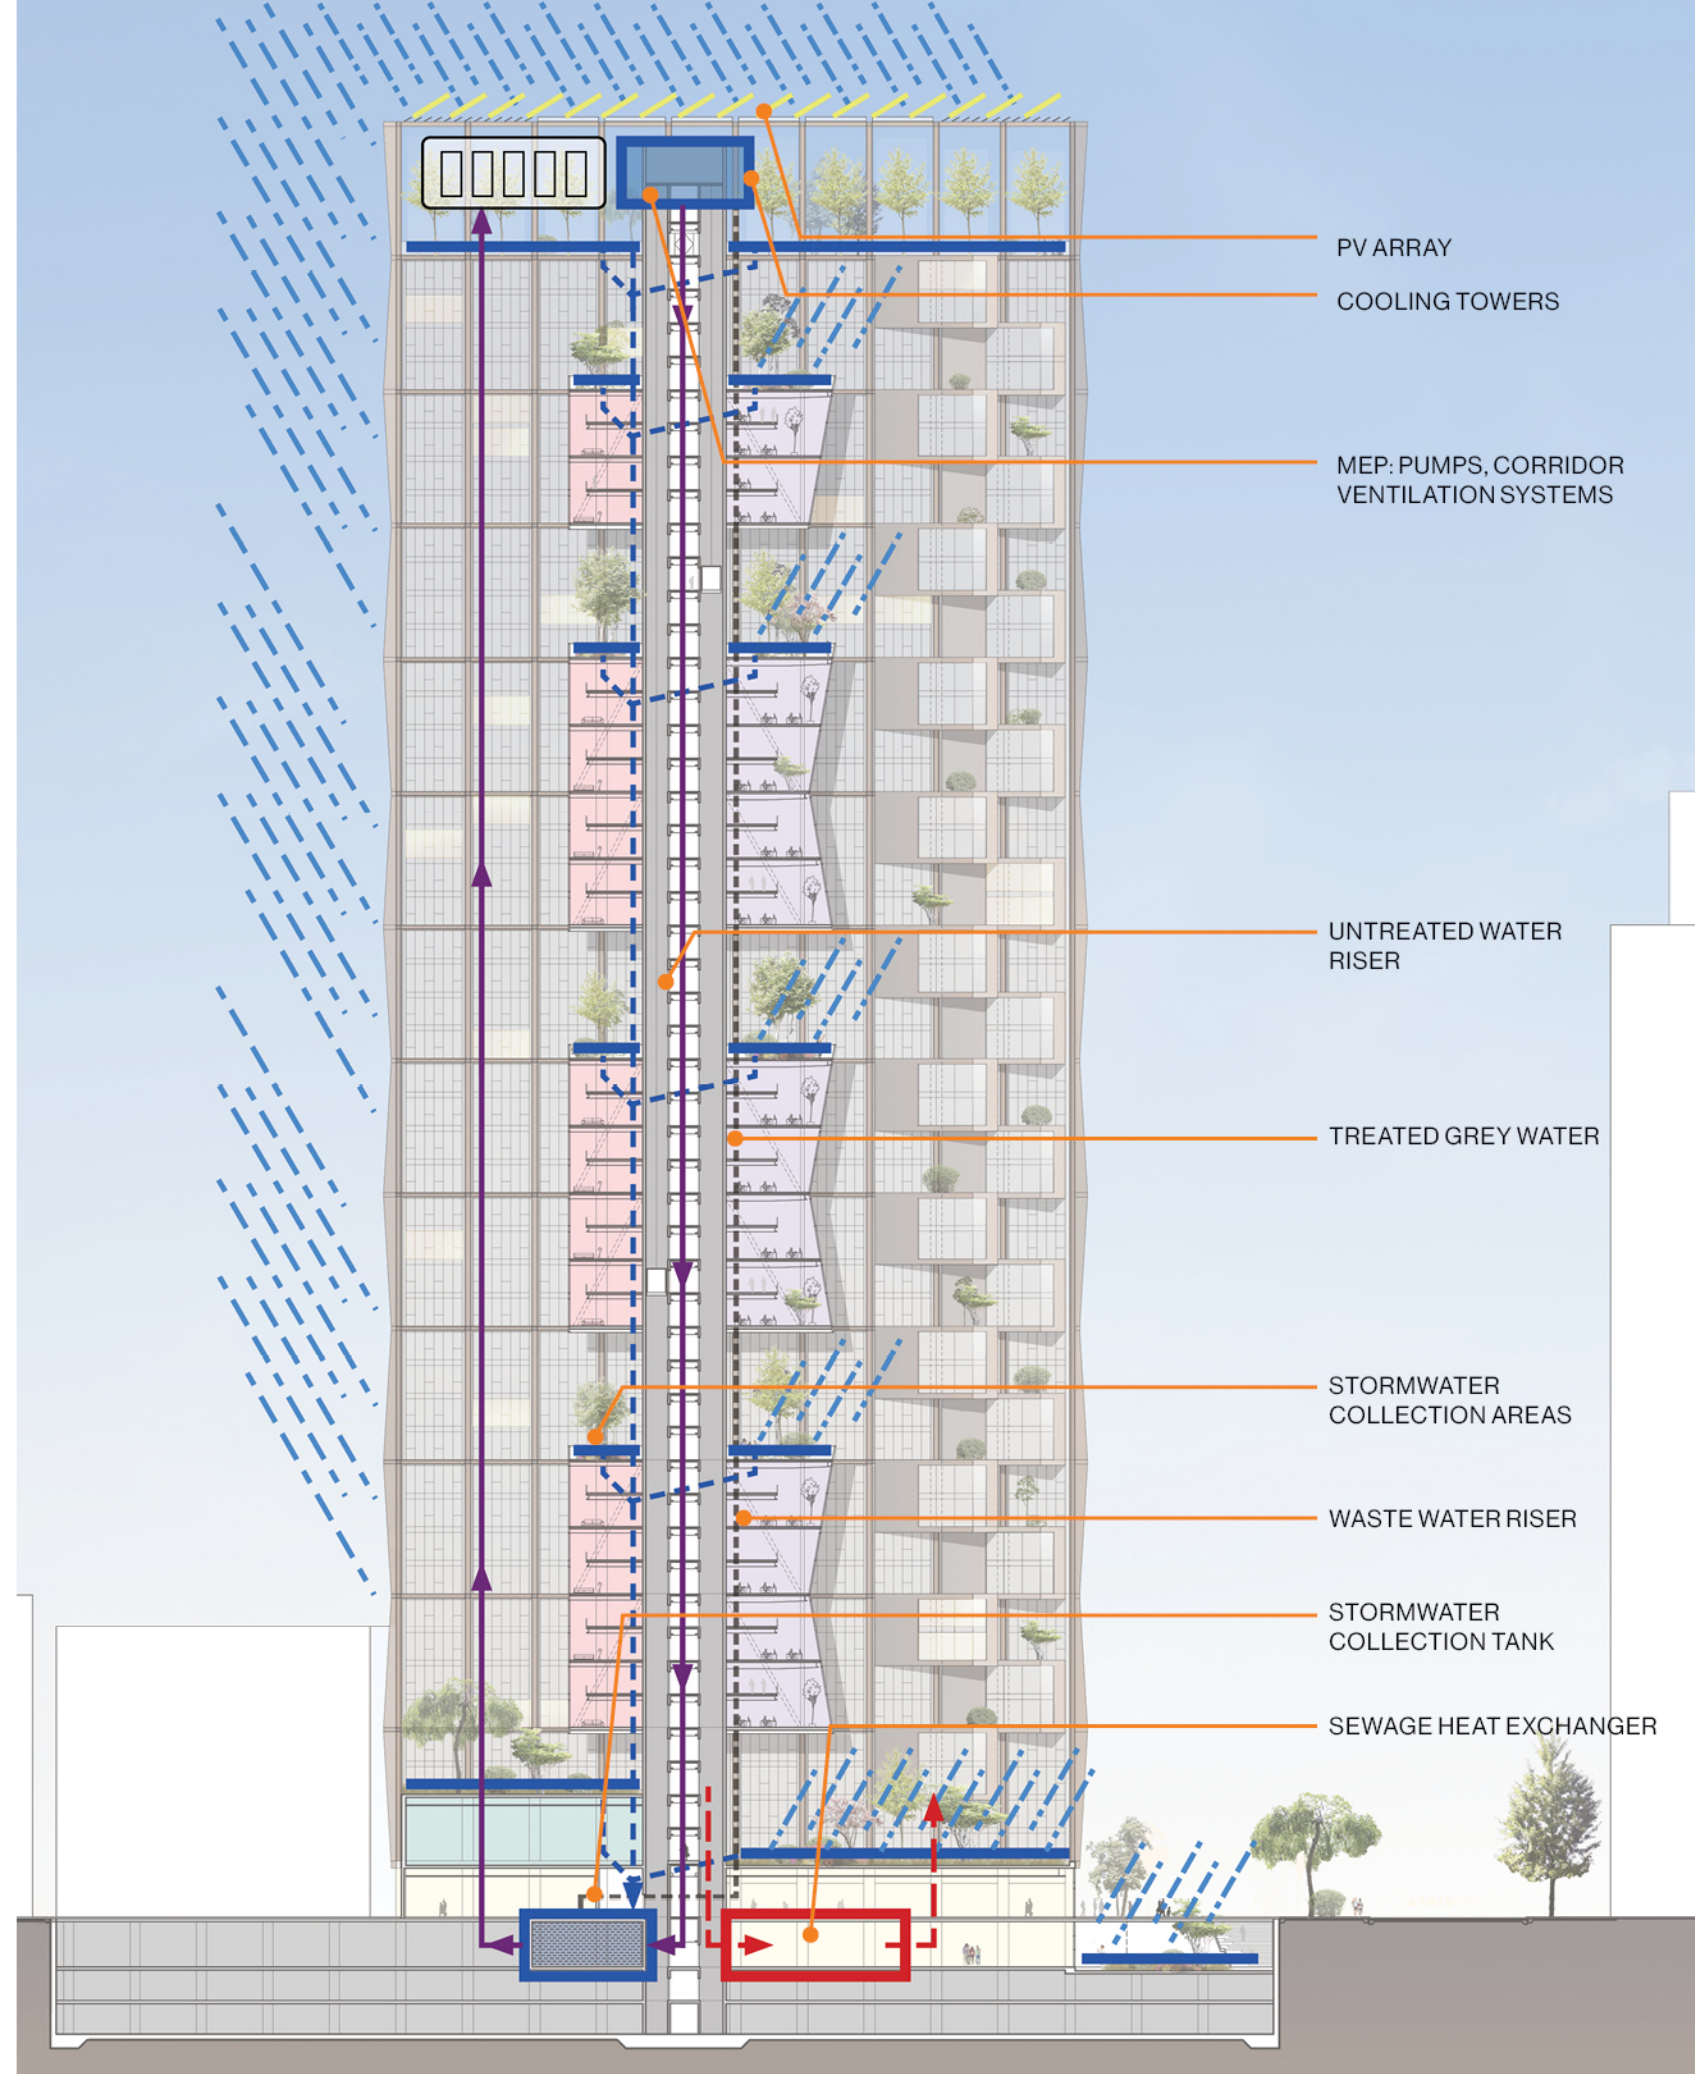 PV ARRAY
COOLING TOWERS
MEP: PUMPS, CORRIDOR
VENTILATION SYSTEMS
UNTREATED WATER
RISER
TREATED GREY WATER
STORMWATER
COLLECTION AREAS
WASTE WATER RISER
STORMWATER
COLLECTION TANK
SEWAGE HEAT EXCHANGER